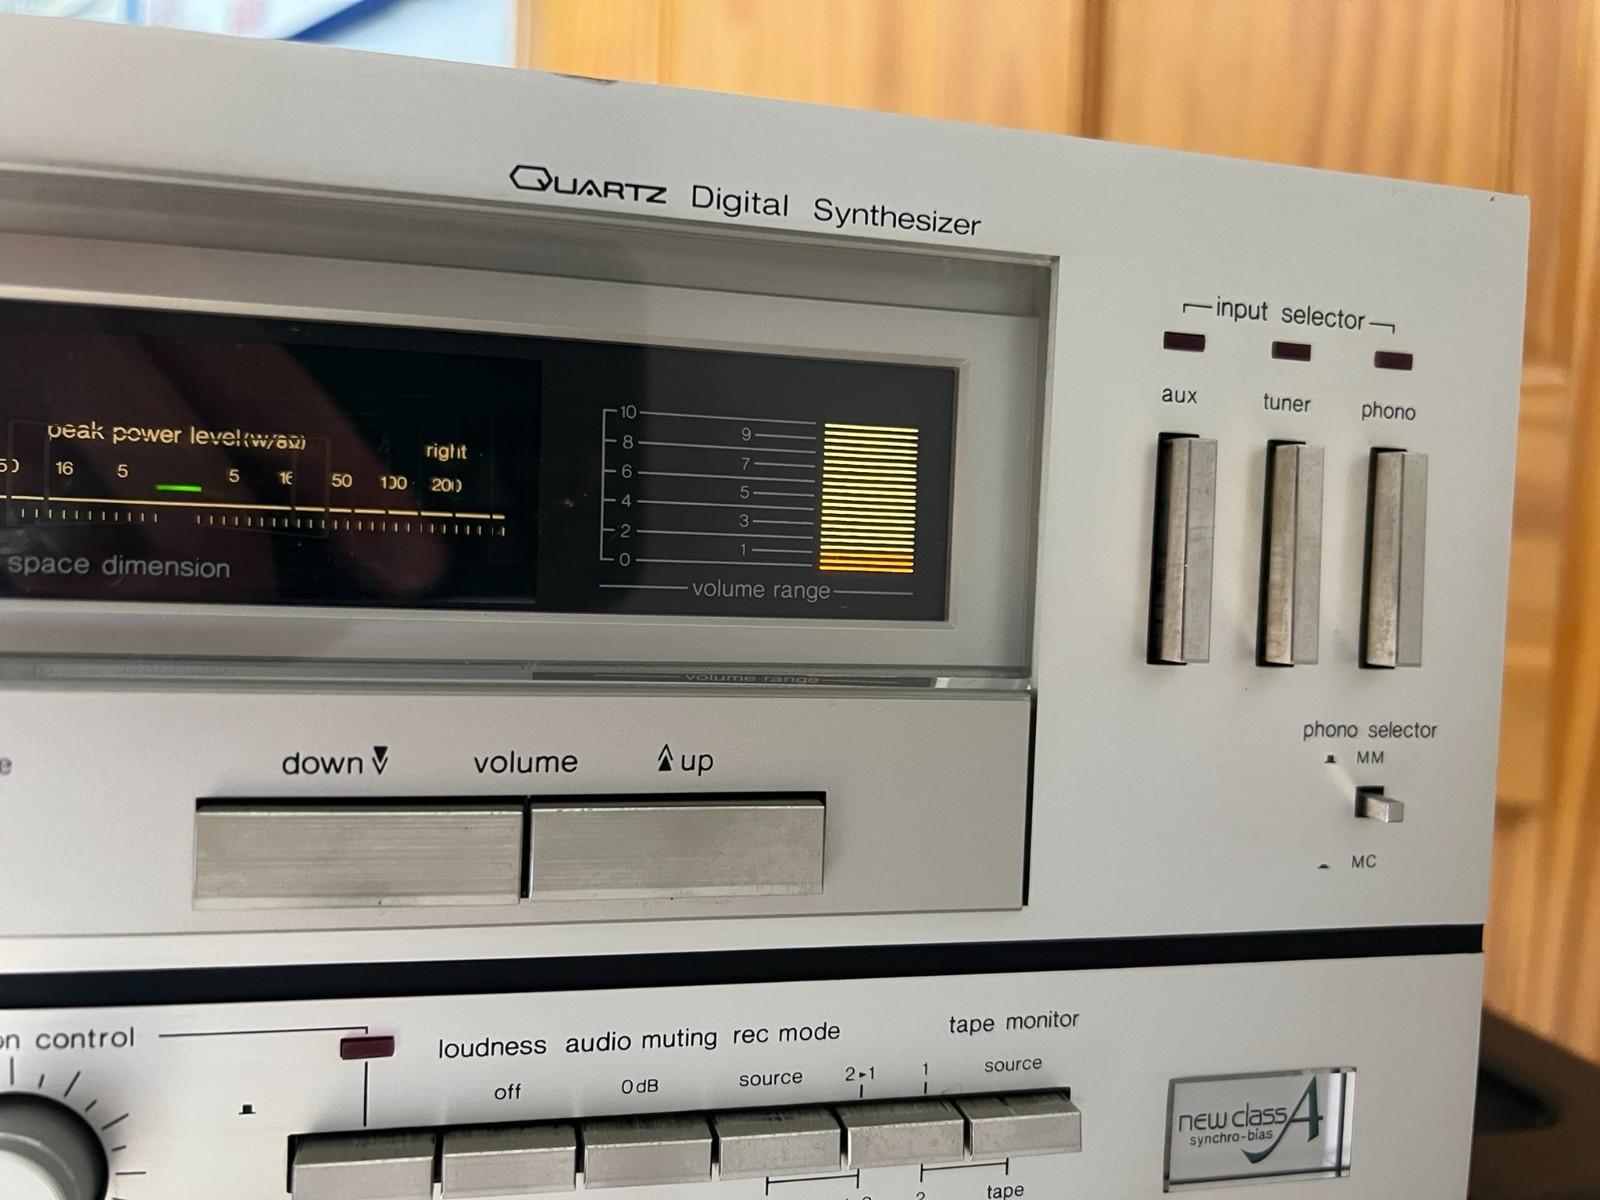 QUARTZ Digital Synthesizer
input selector
aux tuner phono
peak power level (w/8Ω)
right
16 5 5 16 50 100 200
space dimension
10
9
8
7
6
5
4
3
2
1
0
volume range
volume range
down volume up
phono selector
MM
MC
control
loudness audio muting rec mode tape monitor
off 0dB source 2▸1 1 source
2 tape
new class A
synchro-bias